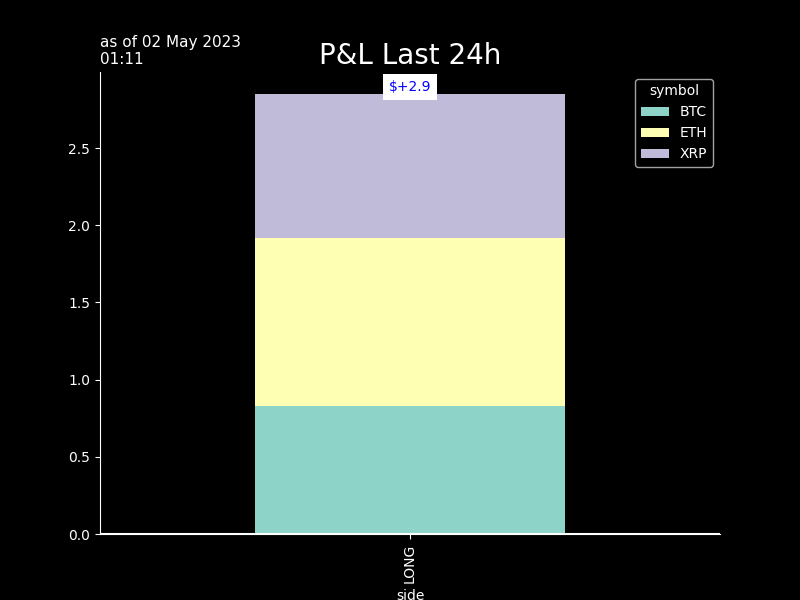 as of 02 May 2023
01:11
P&L Last 24h
$+2.9
symbol
BTC
ETH
XRP
2.5
2.0
1.5
1.0
0.5
0.0
LONG
side